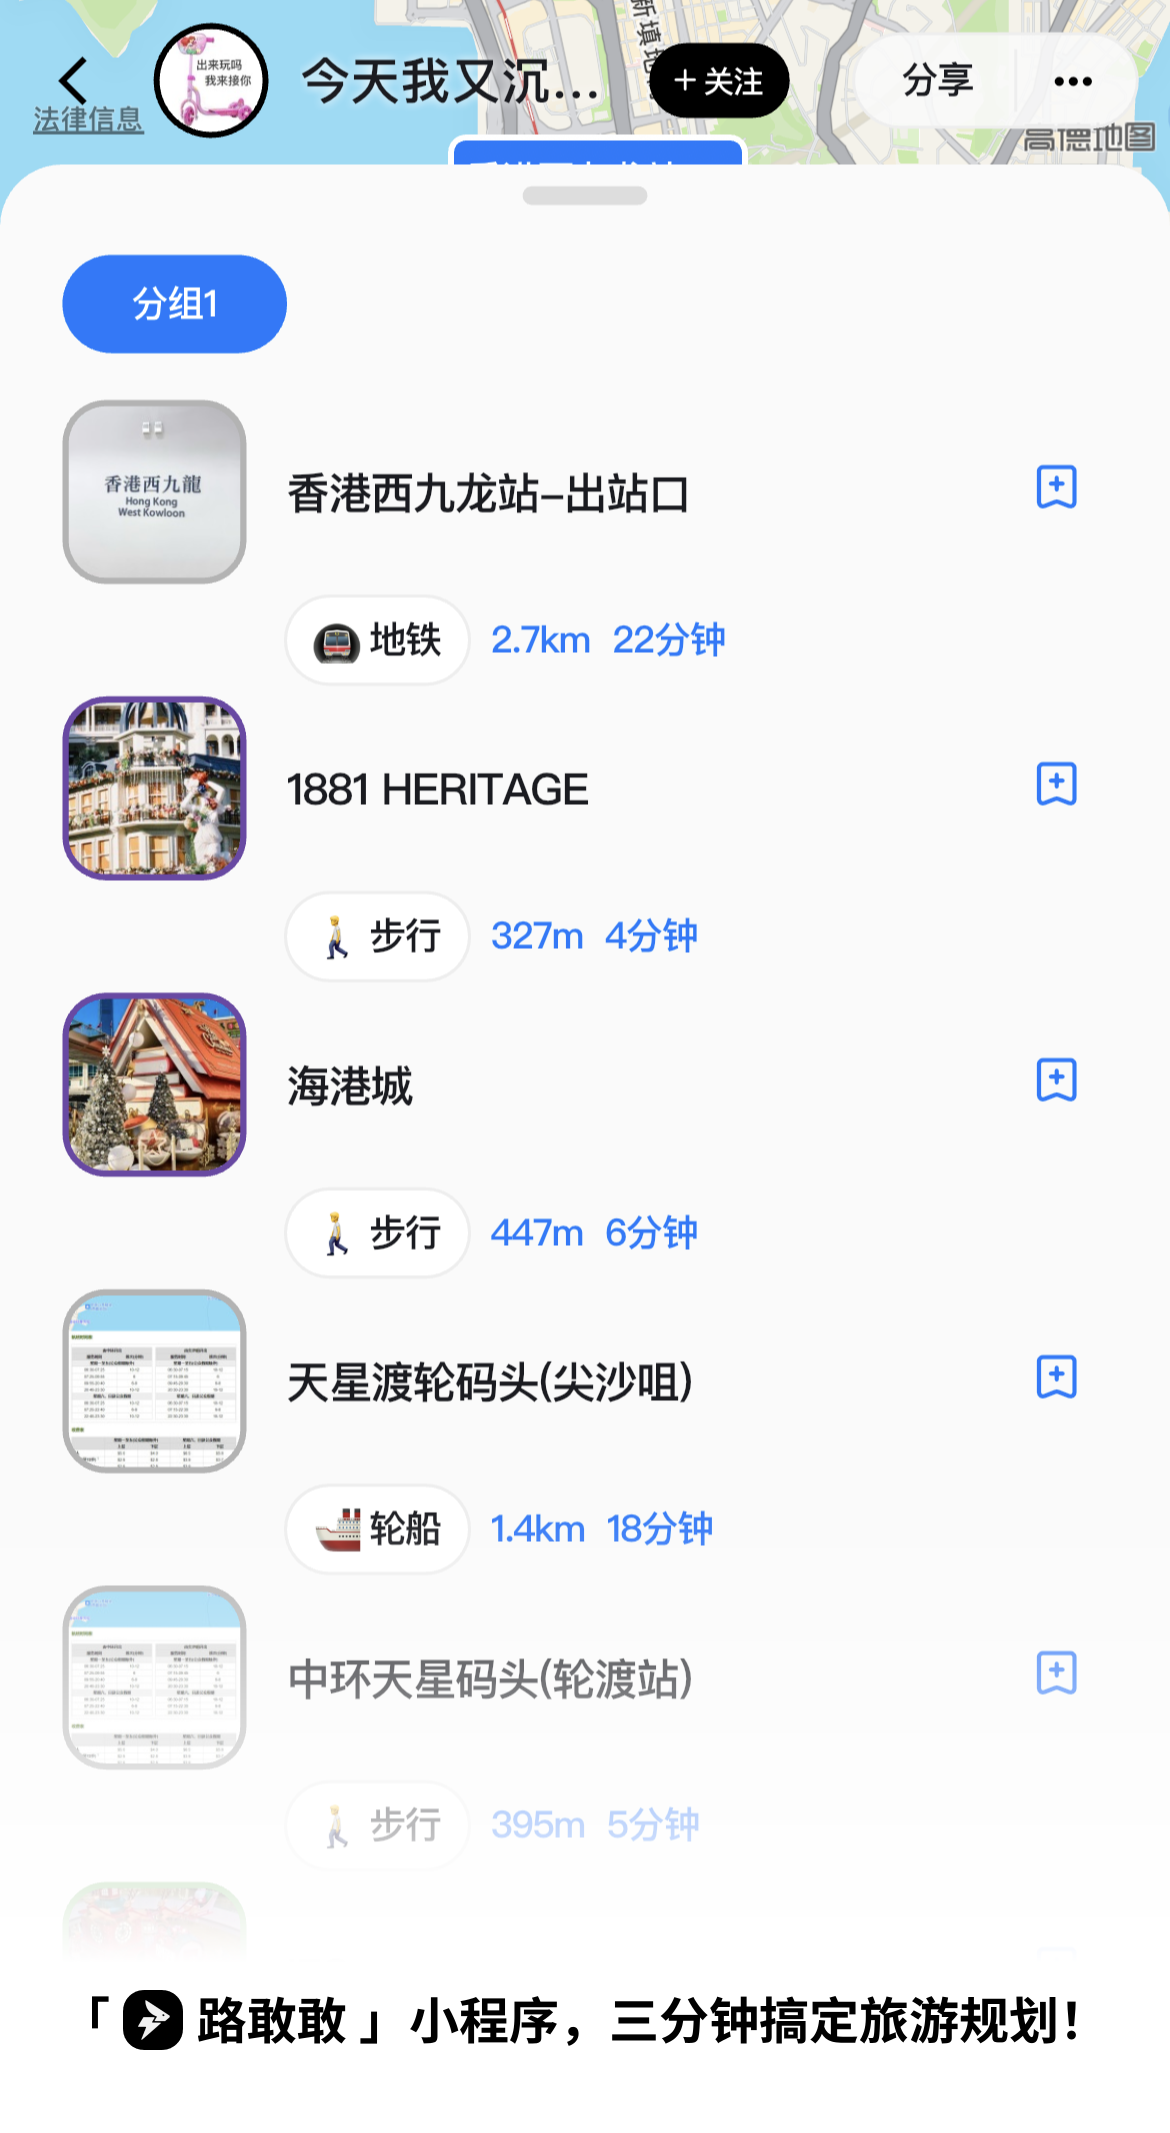 新填地
出来玩吗
我来接你
今天我又沉...
+ 关注
分享
法律信息
高德地图
分组1
香港西九龍
Hong Kong
West Kowloon
香港西九龙站-出站口
地铁 2.7km 22分钟
1881 HERITAGE
步行 327m 4分钟
海港城
步行 447m 6分钟
天星渡轮码头(尖沙咀)
轮船 1.4km 18分钟
中环天星码头(轮渡站)
步行 395m 5分钟
「路敢敢」小程序，三分钟搞定旅游规划！